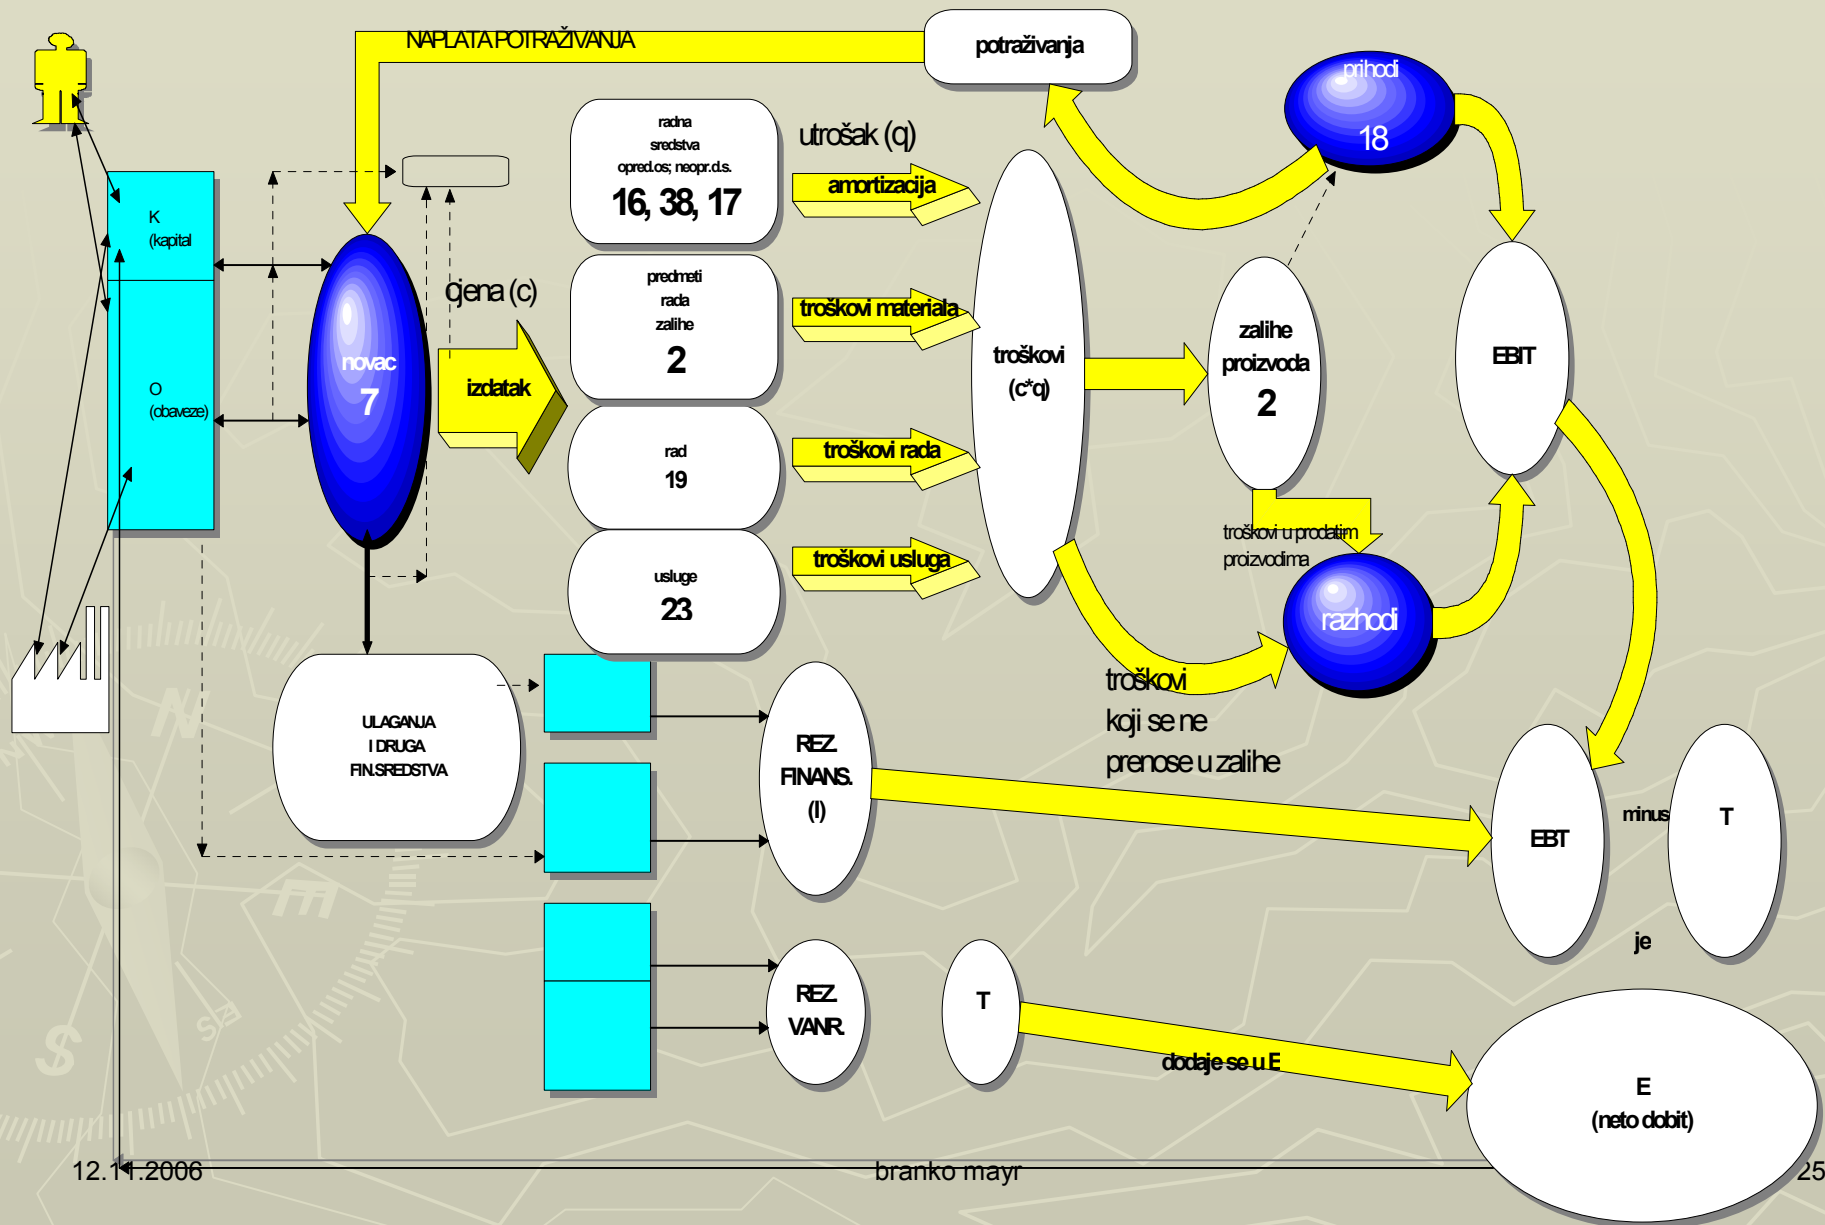 NAPLATA POTRAŽIVANJA
potraživanja
prihodi
18
K
(kapital
O
(obaveze)
novac
7
cjena (c)
izdatak
radna
sredstva
opred.os; neopr.d.s.
16, 38, 17
predmeti
rada
zalihe
2
rad
19
usluge
23
utrošak (q)
amortizacija
troškovi materiala
troškovi rada
troškovi usluga
troškovi
(c*q)
zalihe
proizvoda
2
EBIT
troškovi u prodatim
proizvodima
razhodi
troškovi
koji se ne
prenose u zalihe
ULAGANJA
I DRUGA
FIN.SREDSTVA
REZ.
FINANS.
(I)
EBT
minus
T
je
REZ.
VANR.
T
dodaje se u E
E
(neto dobit)
N
E
S
12.11.2006
branko mayr
25